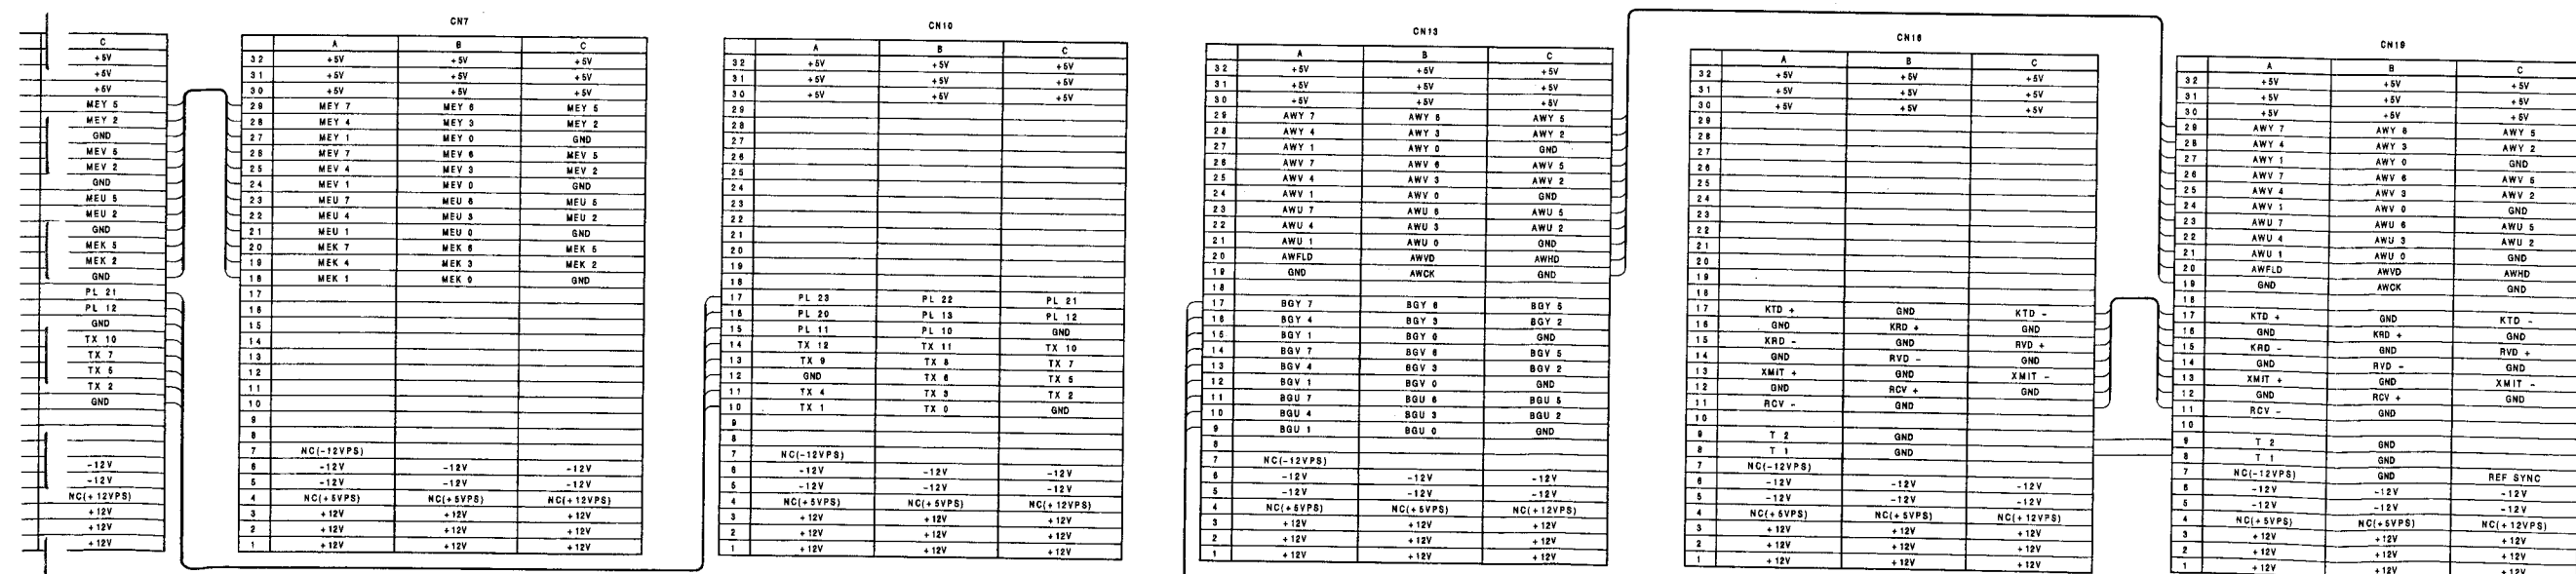 C
+5V
+5V
+5V
MEY 5
MEY 2
GND
MEV 5
MEV 2
GND
MEU 5
MEU 2
GND
MEK 5
MEK 2
GND
PL 21
PL 12
GND
TX 10
TX 7
TX 5
TX 2
GND
-12V
-12V
NC(+12VPS)
+12V
+12V
+12V
CN7
A B C
32 +5V +5V +5V
31 +5V +5V +5V
30 +5V +5V +5V
29 MEY 7 MEY 6 MEY 5
28 MEY 4 MEY 3 MEY 2
27 MEY 1 MEY 0 GND
26 MEV 7 MEV 6 MEV 5
25 MEV 4 MEV 3 MEV 2
24 MEV 1 MEV 0 GND
23 MEU 7 MEU 6 MEU 5
22 MEU 4 MEU 3 MEU 2
21 MEU 1 MEU 0 GND
20 MEK 7 MEK 6 MEK 5
19 MEK 4 MEK 3 MEK 2
18 MEK 1 MEK 0 GND
17
16
15
14
13
12
11
10
9
8
7 NC(-12VPS)
6 -12V -12V -12V
5 -12V -12V -12V
4 NC(+5VPS) NC(+5VPS) NC(+12VPS)
3 +12V +12V +12V
2 +12V +12V +12V
1 +12V +12V +12V
CN10
A B C
32 +5V +5V +5V
31 +5V +5V +5V
30 +5V +5V +5V
29
28
27
26
25
24
23
22
21
20
19
18
17 PL 23 PL 22 PL 21
16 PL 20 PL 13 PL 12
15 PL 11 PL 10 GND
14 TX 12 TX 11 TX 10
13 TX 9 TX 8 TX 7
12 GND TX 6 TX 5
11 TX 4 TX 3 TX 2
10 TX 1 TX 0 GND
9
8
7 NC(-12VPS)
6 -12V -12V -12V
5 -12V -12V -12V
4 NC(+5VPS) NC(+5VPS) NC(+12VPS)
3 +12V +12V +12V
2 +12V +12V +12V
1 +12V +12V +12V
CN13
A B C
32 +5V +5V +5V
31 +5V +5V +5V
30 +5V +5V +5V
29 AWY 7 AWY 6 AWY 5
28 AWY 4 AWY 3 AWY 2
27 AWY 1 AWY 0 GND
26 AWV 7 AWV 6 AWV 5
25 AWV 4 AWV 3 AWV 2
24 AWV 1 AWV 0 GND
23 AWU 7 AWU 6 AWU 5
22 AWU 4 AWU 3 AWU 2
21 AWU 1 AWU 0 GND
20 AWFLD AWVD AWHD
19 GND AWCK GND
18
17 BGY 7 BGY 6 BGY 5
16 BGY 4 BGY 3 BGY 2
15 BGY 1 BGY 0 GND
14 BGV 7 BGV 6 BGV 5
13 BGV 4 BGV 3 BGV 2
12 BGV 1 BGV 0 GND
11 BGU 7 BGU 6 BGU 5
10 BGU 4 BGU 3 BGU 2
9 BGU 1 BGU 0 GND
8
7 NC(-12VPS)
6 -12V -12V -12V
5 -12V -12V -12V
4 NC(+5VPS) NC(+5VPS) NC(+12VPS)
3 +12V +12V +12V
2 +12V +12V +12V
1 +12V +12V +12V
CN16
A B C
32 +5V +5V +5V
31 +5V +5V +5V
30 +5V +5V +5V
29
28
27
26
25
24
23
22
21
20
19
18
17 KTD + GND KTD -
16 GND KRD + GND
15 XRD - GND RVD +
14 GND RVD - GND
13 XMIT + GND XMIT -
12 GND RCV + GND
11 RCV - GND
10
9 T 2 GND
8 T 1 GND
7 NC(-12VPS)
6 -12V -12V -12V
5 -12V -12V -12V
4 NC(+5VPS) NC(+5VPS) NC(+12VPS)
3 +12V +12V +12V
2 +12V +12V +12V
1 +12V +12V +12V
CN19
A B C
32 +5V +5V +5V
31 +5V +5V +5V
30 +5V +5V +5V
29 AWY 7 AWY 6 AWY 5
28 AWY 4 AWY 3 AWY 2
27 AWY 1 AWY 0 GND
26 AWV 7 AWV 6 AWV 5
25 AWV 4 AWV 3 AWV 2
24 AWV 1 AWV 0 GND
23 AWU 7 AWU 6 AWU 5
22 AWU 4 AWU 3 AWU 2
21 AWU 1 AWU 0 GND
20 AWFLD AWVD AWHD
19 GND AWCK GND
18
17 KTD + GND KTD -
16 GND KRD + GND
15 KRD - GND RVD +
14 GND RVD - GND
13 XMIT + GND XMIT -
12 GND RCV + GND
11 RCV - GND
10
9 T 2 GND
8 T 1 GND
7 NC(-12VPS) GND REF SYNC
6 -12V -12V -12V
5 -12V -12V -12V
4 NC(+5VPS) NC(+5VPS) NC(+12VPS)
3 +12V +12V +12V
2 +12V +12V +12V
1 +12V +12V +12V